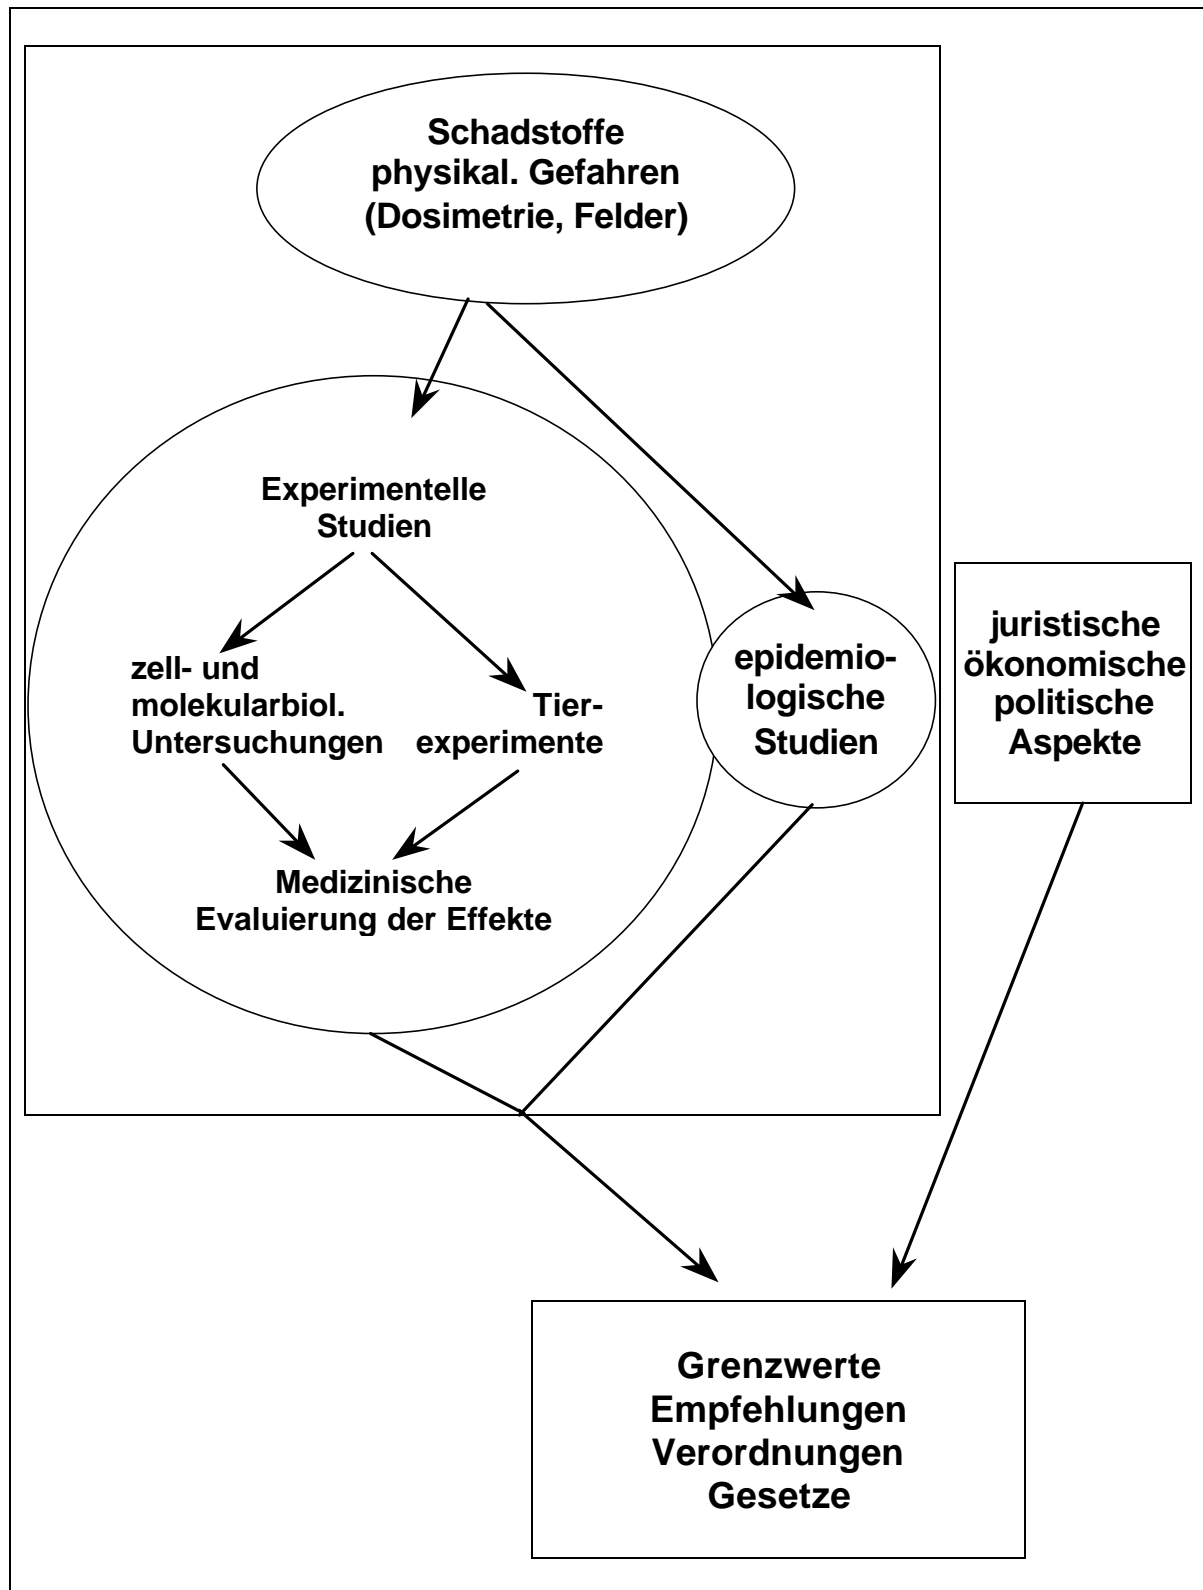 Schadstoffe
physikal. Gefahren
(Dosimetrie, Felder)
Experimentelle
Studien
zell- und
molekularbiol.
Untersuchungen
Tier-
experimente
Medizinische
Evaluierung der Effekte
epidemio-
logische
Studien
juristische
ökonomische
politische
Aspekte
Grenzwerte
Empfehlungen
Verordnungen
Gesetze